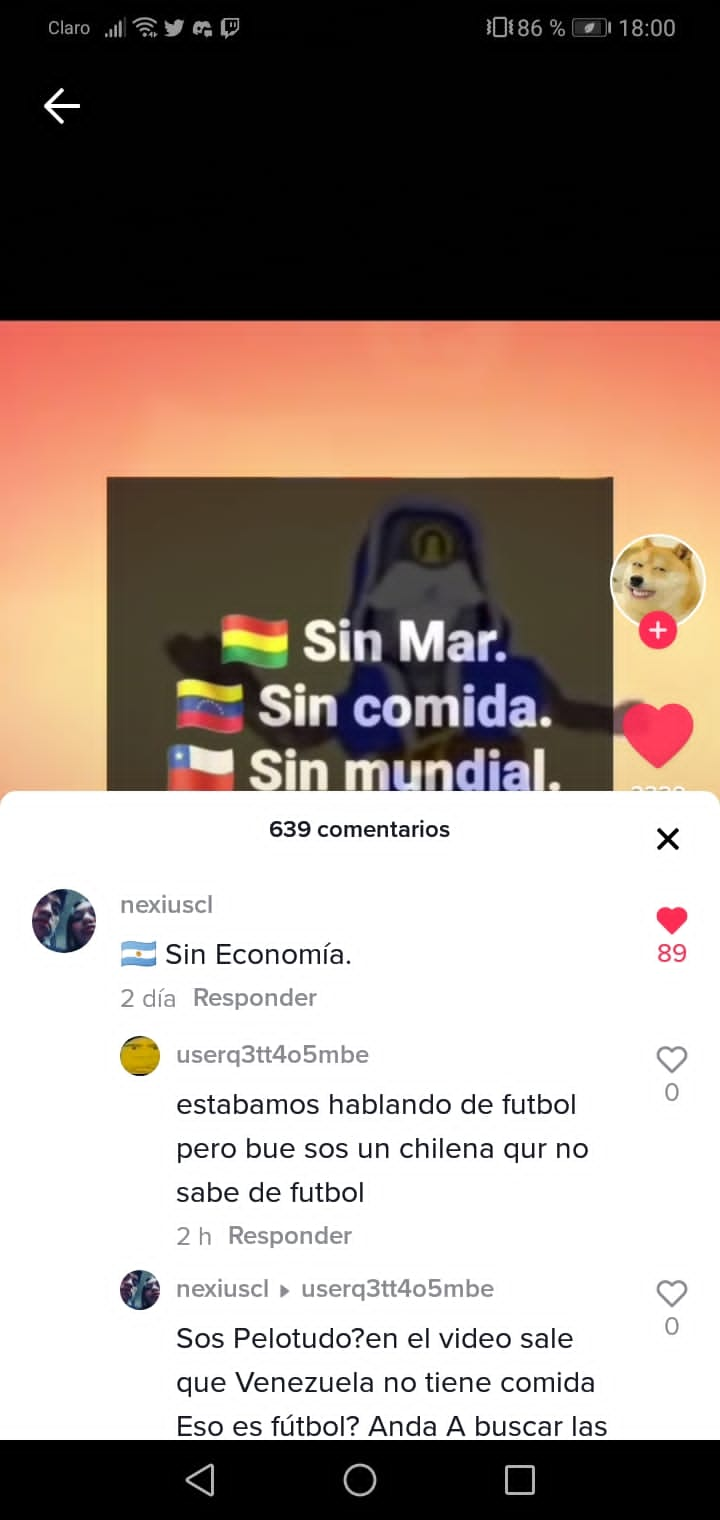 Claro 86 % 18:00
🇧🇴 Sin Mar.
🇻🇪 Sin comida.
🇨🇱 Sin mundial.
639 comentarios
nexiuscl
🇦🇷 Sin Economía.
89
2 día Responder
userq3tt4o5mbe
estabamos hablando de futbol
0
pero bue sos un chilena qur no
sabe de futbol
2 h Responder
nexiuscl ▸ userq3tt4o5mbe
Sos Pelotudo?en el video sale
0
que Venezuela no tiene comida
Eso es fútbol? Anda A buscar las